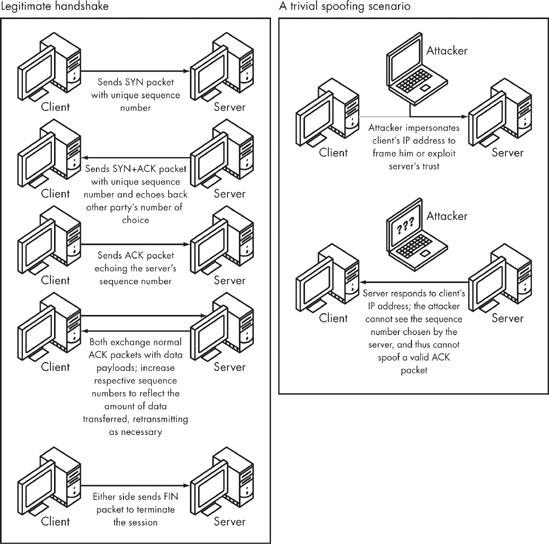 Legitimate handshake
Client
Server
Sends SYN packet
with unique sequence
number
Client
Server
Sends SYN+ACK packet
with unique sequence
number and echoes back
other party's number of
choice
Client
Server
Sends ACK packet
echoing the server's
sequence number
Client
Server
Both exchange normal
ACK packets with data
payloads; increase
respective sequence
numbers to reflect the
amount of data
transferred, retransmitting
as necessary
Client
Server
Either side sends FIN
packet to terminate
the session
A trivial spoofing scenario
Attacker
Client
Server
Attacker impersonates
client's IP address to
frame him or exploit
server's trust
Attacker
???
Client
Server
Server responds to client's
IP address; the attacker
cannot see the sequence
number chosen by the
server, and thus cannot
spoof a valid ACK
packet